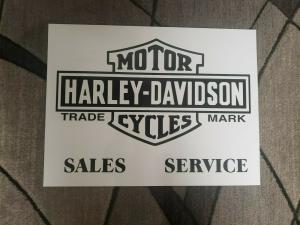 MOTOR
HARLEY-DAVIDSON
TRADE MARK
CYCLES
SALES SERVICE